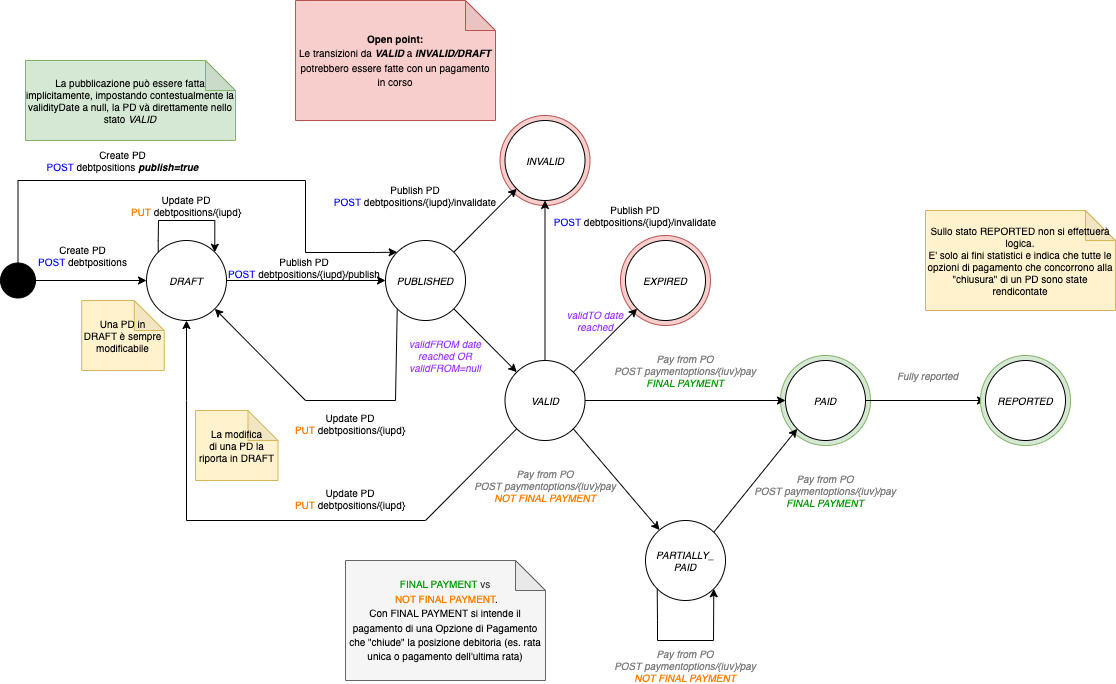 Open point:
Le transizioni da VALID a INVALID/DRAFT
potrebbero essere fatte con un pagamento
in corso
La pubblicazione può essere fatta
implicitamente, impostando contestualmente la
validityDate a null, la PD và direttamente nello
stato VALID
Create PD
POST debtpositions publish=true
Update PD
PUT debtpositions/{iupd}
Create PD
POST debtpositions
DRAFT
Publish PD
POST debtpositions/{iupd}/publish
PUBLISHED
Publish PD
POST debtpositions/{iupd}/invalidate
INVALID
Publish PD
POST debtpositions/{iupd}/invalidate
EXPIRED
Sullo stato REPORTED non si effettuerà
logica.
E' solo ai fini statistici e indica che tutte le
opzioni di pagamento che concorrono alla
"chiusura" di un PD sono state
rendicontate
Una PD in
DRAFT è sempre
modificabile
validFROM date
reached OR
validFROM=null
validTO date
reached
VALID
Pay from PO
POST paymentoptions/{iuv}/pay
FINAL PAYMENT
PAID
Fully reported
REPORTED
Update PD
PUT debtpositions/{iupd}
La modifica
di una PD la
riporta in DRAFT
Update PD
PUT debtpositions/{iupd}
Pay from PO
POST paymentoptions/{iuv}/pay
NOT FINAL PAYMENT
Pay from PO
POST paymentoptions/{iuv}/pay
FINAL PAYMENT
PARTIALLY_
PAID
FINAL PAYMENT vs
NOT FINAL PAYMENT.
Con FINAL PAYMENT si intende il
pagamento di una Opzione di Pagamento
che "chiude" la posizione debitoria (es. rata
unica o pagamento dell'ultima rata)
Pay from PO
POST paymentoptions/{iuv}/pay
NOT FINAL PAYMENT